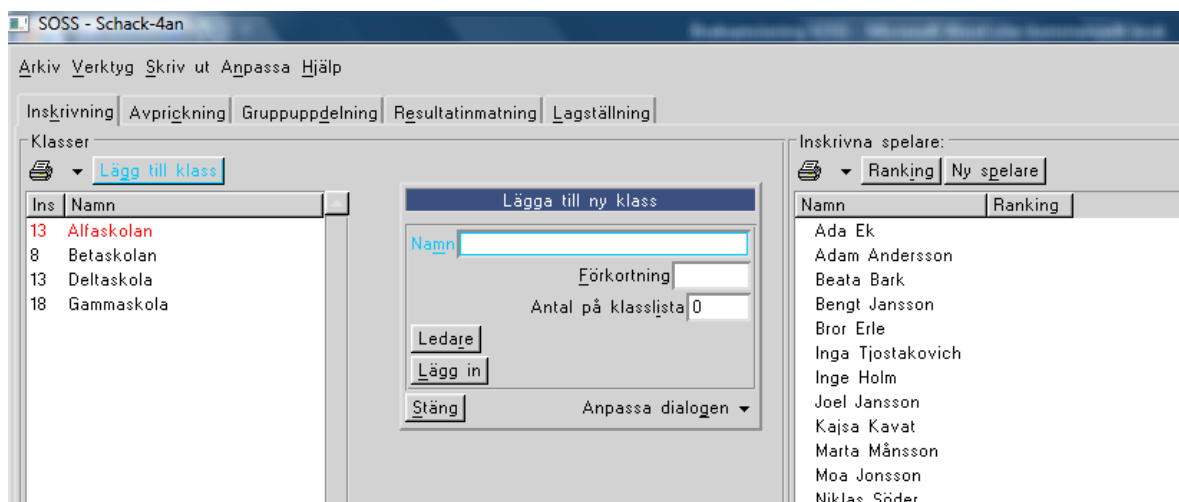 SOSS - Schack-4an
Arkiv Verktyg Skriv ut Anpassa Hjälp
Inskrivning Avprickning Gruppuppdelning Resultatinmatning Lagställning
Klasser
Lägg till klass
Ins Namn
13 Alfaskolan
8 Betaskolan
13 Deltaskola
18 Gammaskola
Lägga till ny klass
Namn
Förkortning
Antal på klasslista 0
Ledare
Lägg in
Stäng Anpassa dialogen
Inskrivna spelare:
Ranking Ny spelare
Namn Ranking
Ada Ek
Adam Andersson
Beata Bark
Bengt Jansson
Bror Erle
Inga Tjostakovich
Inge Holm
Joel Jansson
Kajsa Kavat
Marta Månsson
Moa Jonsson
Niklas Söder